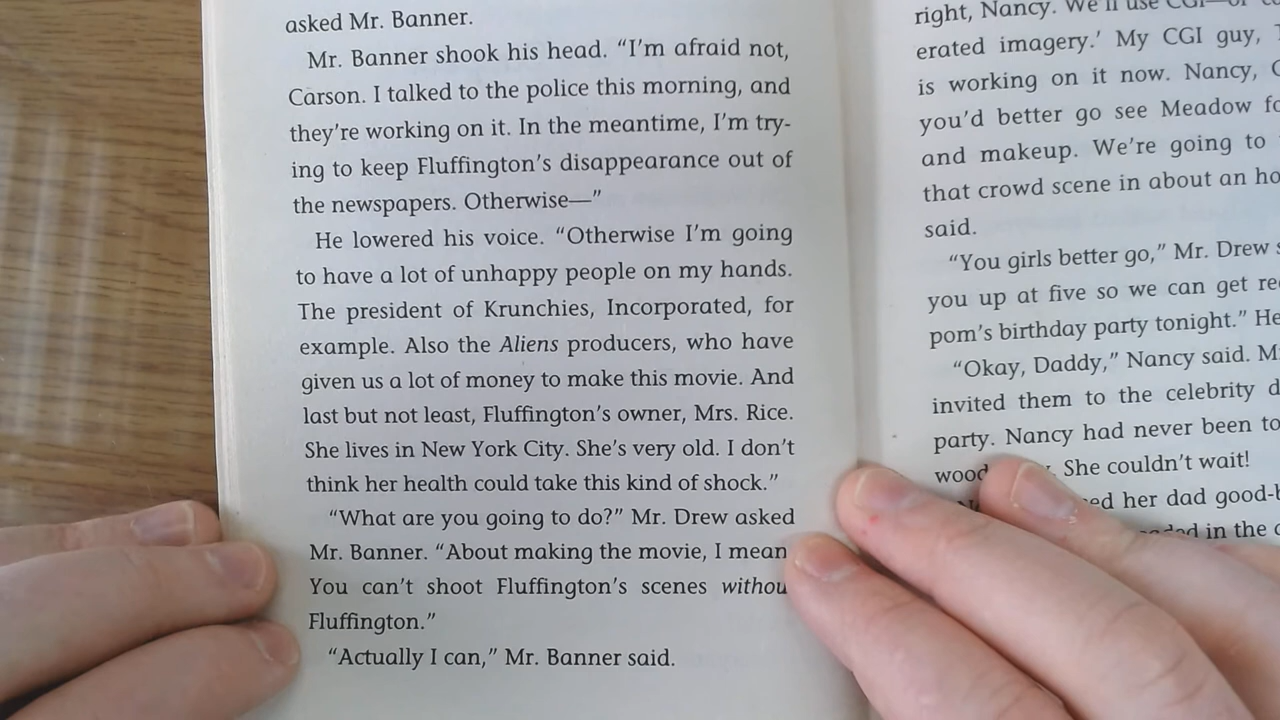 asked Mr. Banner.
Mr. Banner shook his head. “I’m afraid not,
Carson. I talked to the police this morning, and
they’re working on it. In the meantime, I’m try-
ing to keep Fluffington’s disappearance out of
the newspapers. Otherwise—”
He lowered his voice. “Otherwise I’m going
to have a lot of unhappy people on my hands.
The president of Krunchies, Incorporated, for
example. Also the Aliens producers, who have
given us a lot of money to make this movie. And
last but not least, Fluffington’s owner, Mrs. Rice.
She lives in New York City. She’s very old. I don’t
think her health could take this kind of shock.”
“What are you going to do?” Mr. Drew asked
Mr. Banner. “About making the movie, I mean
You can’t shoot Fluffington’s scenes
Fluffington.”
“Actually I can,” Mr. Banner said.
right, Nancy. We’ll use
erated imagery.’ My CGI guy,
is working on it now. Nancy,
you’d better go see Meadow
and makeup. We’re going to
that crowd scene in about an
said.
“You girls better go,” Mr. Drew
you up at five so we can get
pom’s birthday party tonight.” He
“Okay, Daddy,” Nancy said.
invited them to the celebrity
party. Nancy had never been to
She couldn’t wait!
her dad
in the